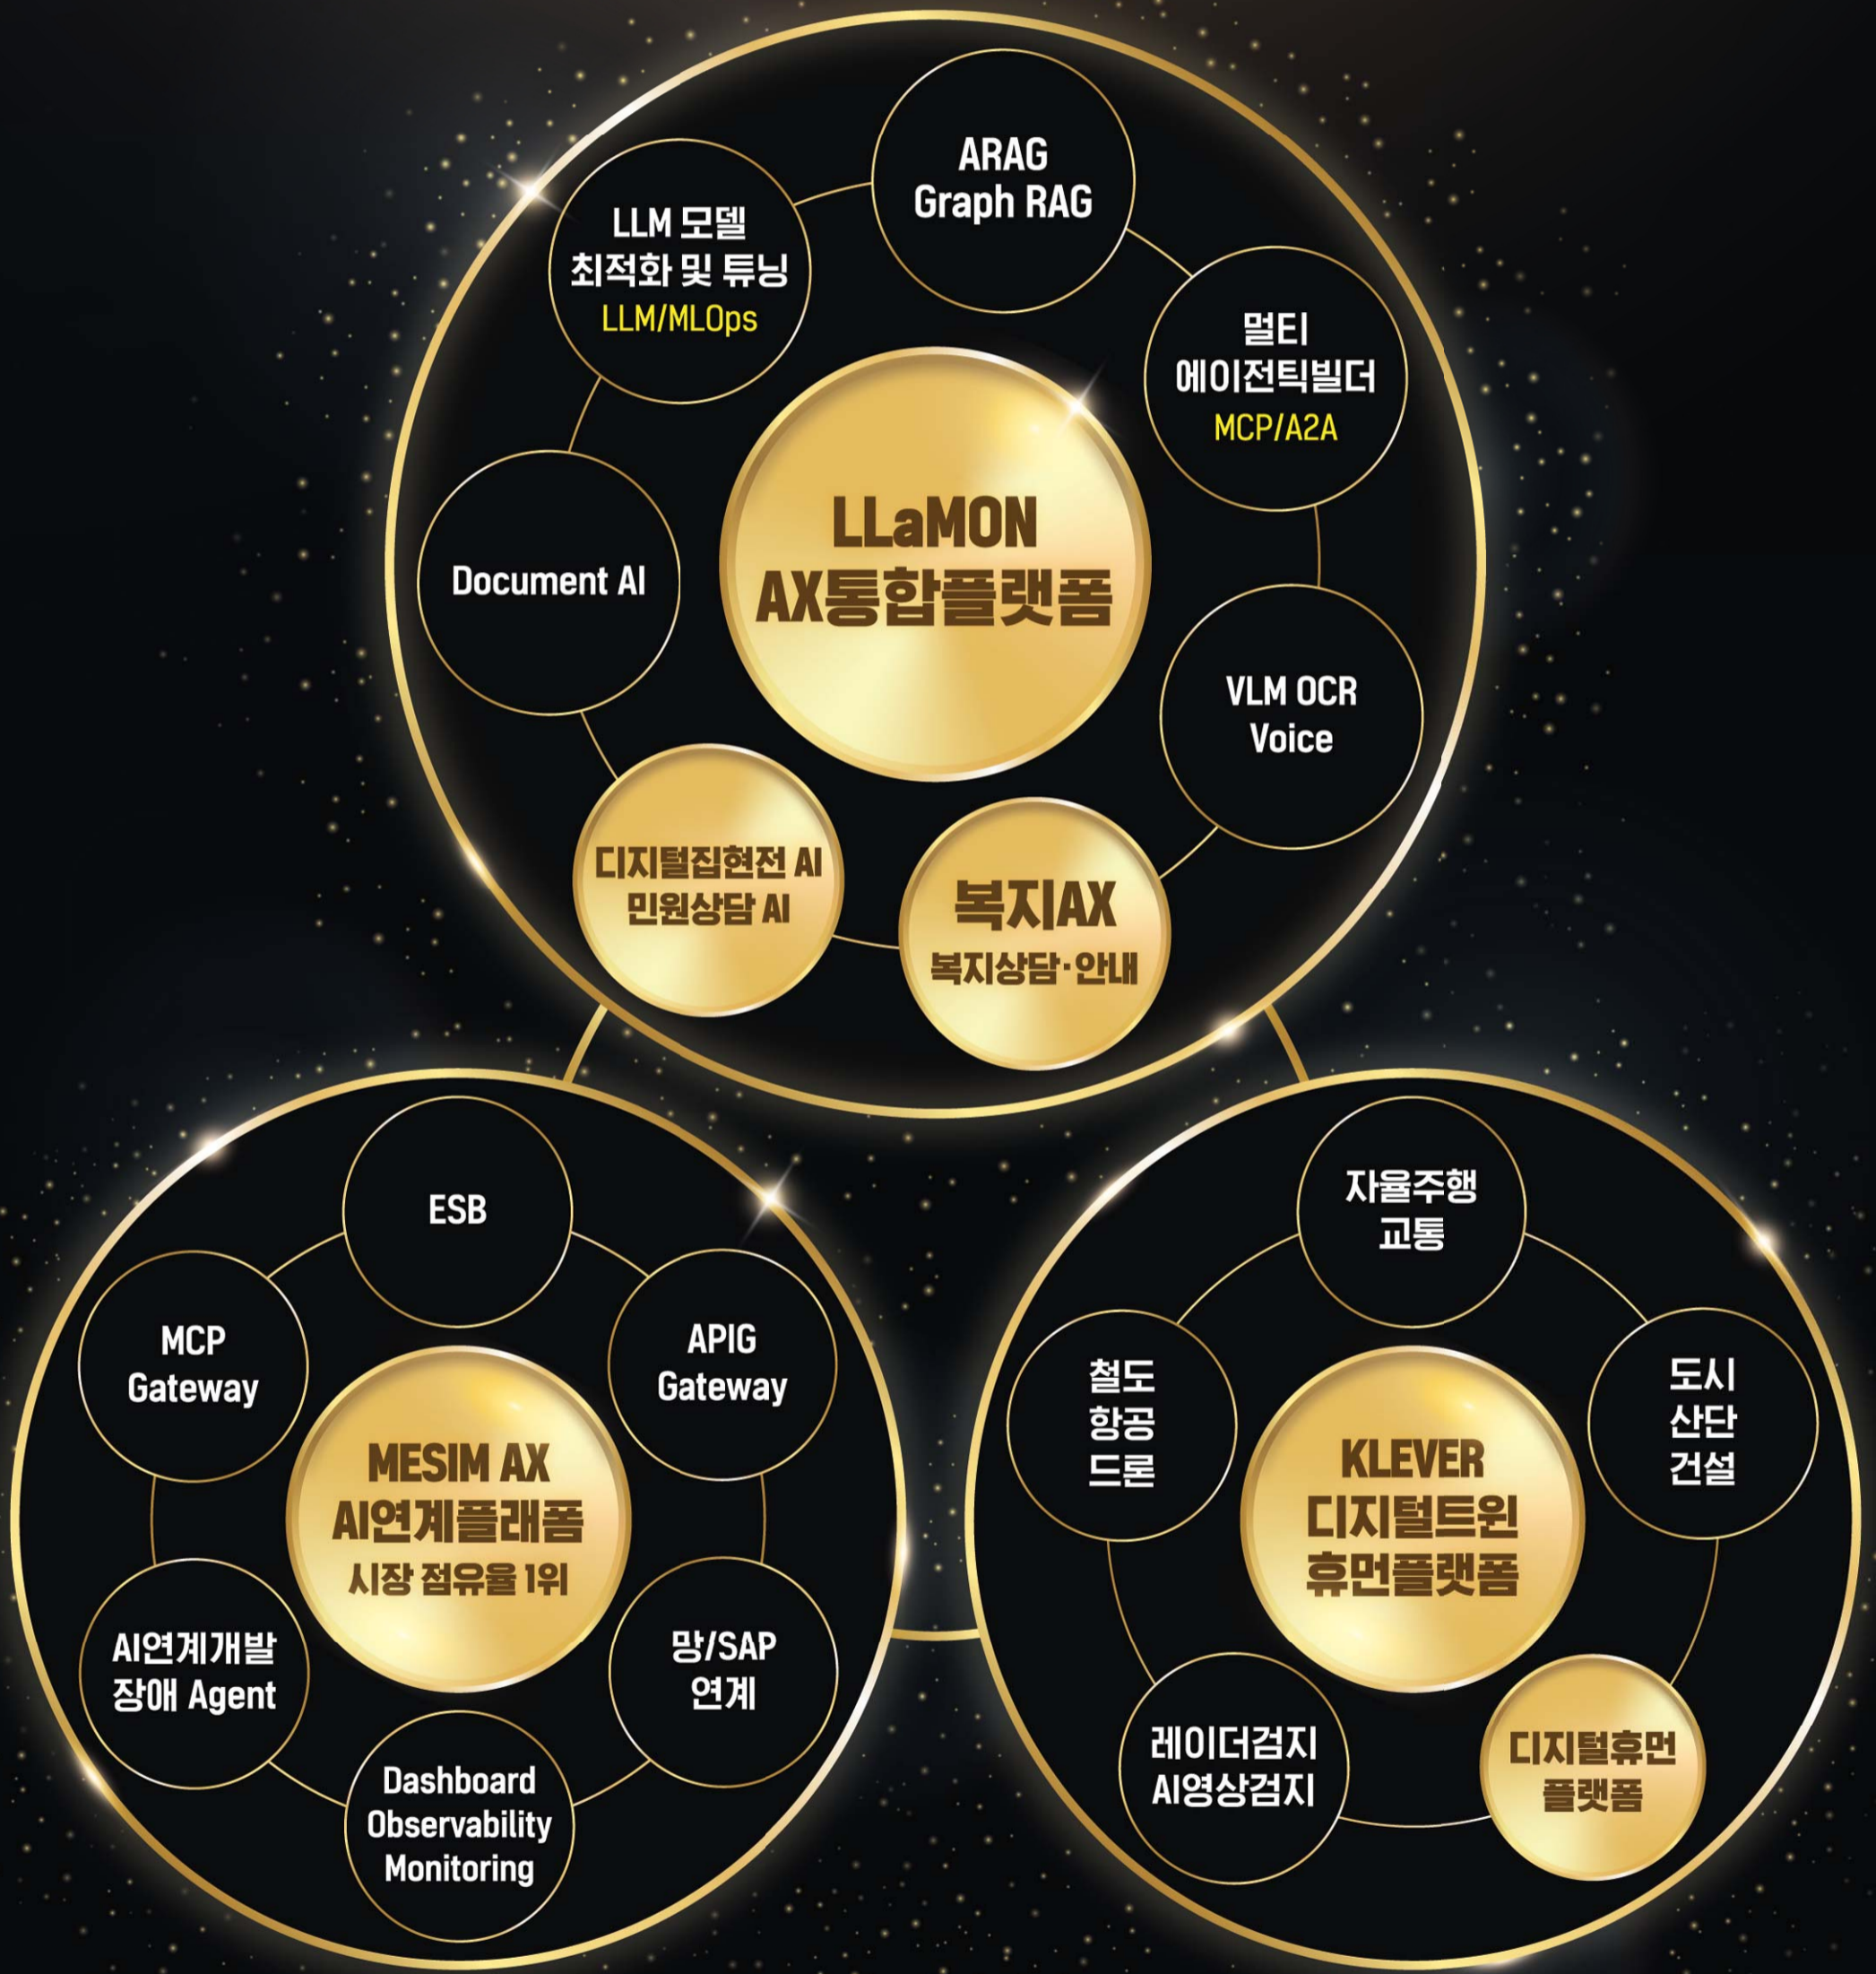 ARAG
Graph RAG
LLM 모델
최적화 및 튜닝
LLM/MLOps
멀티
에이전틱빌더
MCP/A2A
LLaMON
AX통합플랫폼
Document AI
VLM OCR
Voice
디지털집현전 AI
민원상담 AI
복지AX
복지상담·안내
ESB
MCP
Gateway
APIG
Gateway
MESIM AX
AI연계플래폼
시장 점유율 1위
AI연계개발
장애 Agent
망/SAP
연계
Dashboard
Observability
Monitoring
자율주행
교통
철도
항공
드론
도시
산단
건설
KLEVER
디지털트윈
휴먼플랫폼
레이더검지
AI영상검지
디지털휴먼
플랫폼